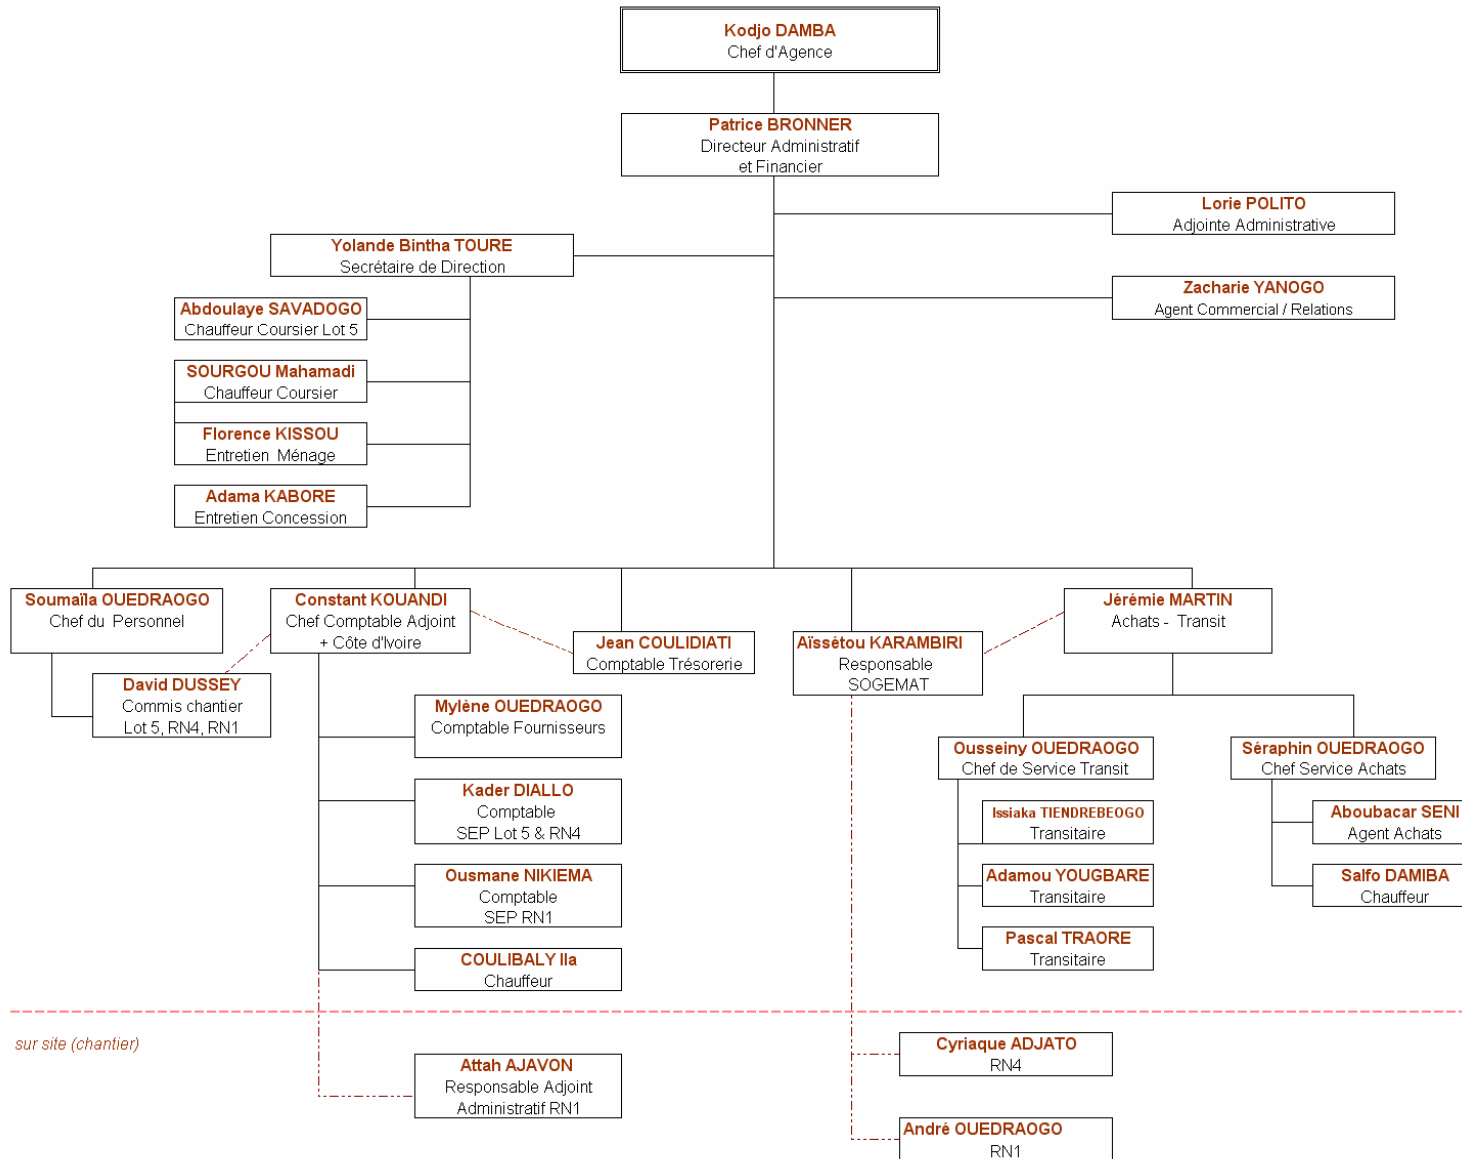 Kodjo DAMBA
Chef d'Agence
Patrice BRONNER
Directeur Administratif
et Financier
Lorie POLITO
Adjointe Administrative
Yolande Bintha TOURE
Secrétaire de Direction
Zacharie YANOGO
Agent Commercial / Relations
Abdoulaye SAVADOGO
Chauffeur Coursier Lot 5
SOURGOU Mahamadi
Chauffeur Coursier
Florence KISSOU
Entretien Ménage
Adama KABORE
Entretien Concession
Soumaïla OUEDRAOGO
Chef du Personnel
Constant KOUANDI
Chef Comptable Adjoint
+ Côte d'Ivoire
Jean COULIDIATI
Comptable Trésorerie
Aïssétou KARAMBIRI
Responsable
SOGEMAT
Jérémie MARTIN
Achats - Transit
David DUSSEY
Commis chantier
Lot 5, RN4, RN1
Mylène OUEDRAOGO
Comptable Fournisseurs
Kader DIALLO
Comptable
SEP Lot 5 & RN4
Ousmane NIKIEMA
Comptable
SEP RN1
COULIBALY Ila
Chauffeur
Ousseiny OUEDRAOGO
Chef de Service Transit
Issiaka TIENDREBEOGO
Transitaire
Adamou YOUGBARE
Transitaire
Pascal TRAORE
Transitaire
Séraphin OUEDRAOGO
Chef Service Achats
Aboubacar SENI
Agent Achats
Salfo DAMIBA
Chauffeur
sur site (chantier)
Attah AJAVON
Responsable Adjoint
Administratif RN1
Cyriaque ADJATO
RN4
André OUEDRAOGO
RN1